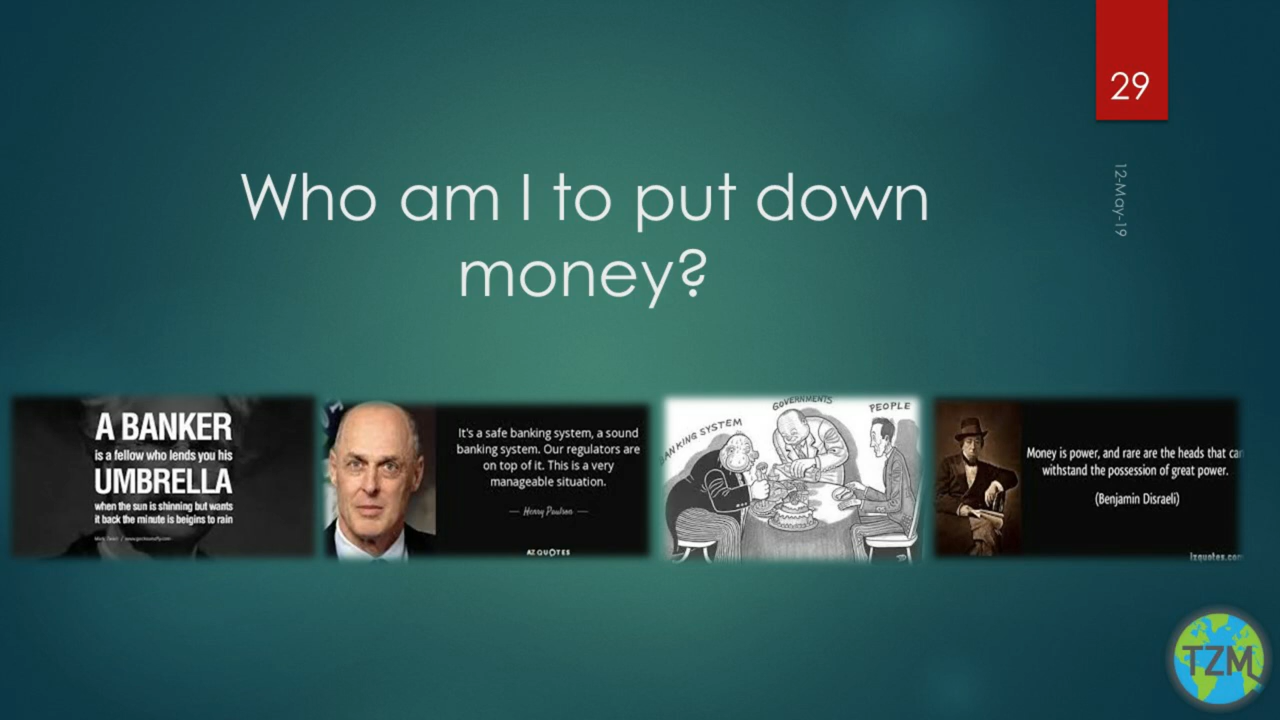 29
12-May-19
Who am I to put down
money?
A BANKER
is a fellow who lends you his
UMBRELLA
when the sun is shinning but wants
it back the minute is beigins to rain
It's a safe banking system, a sound
banking system. Our regulators are
on top of it. This is a very
manageable situation.
— Henry Paulson —
AZ QUOTES
BANKING SYSTEM
GOVERNMENTS
PEOPLE
Money is power, and rare are the heads that can
withstand the possession of great power.
(Benjamin Disraeli)
izquotes.com
TZM